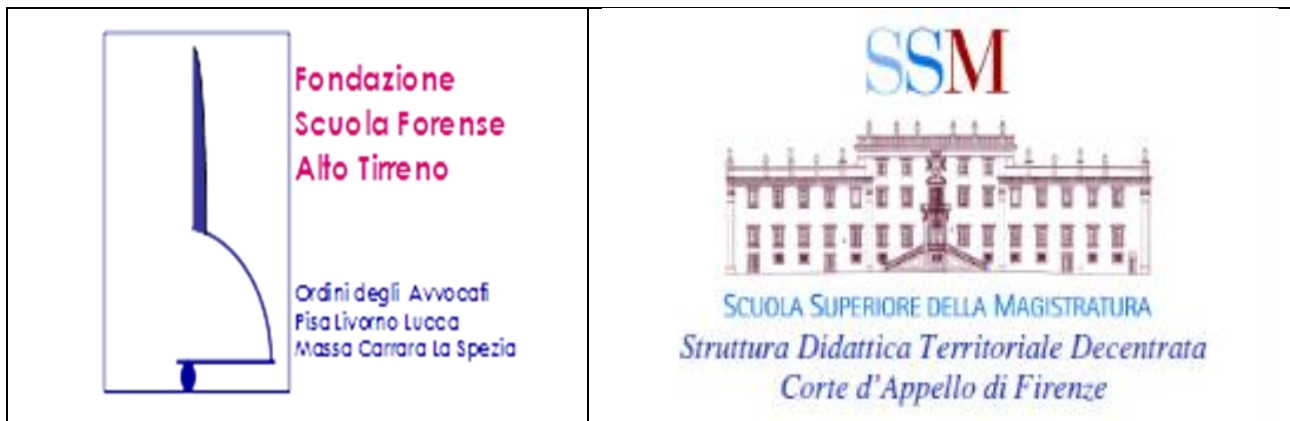 Fondazione
Scuola Forense
Alto Tirreno
Ordini degli Avvocati
Pisa Livorno Lucca
Massa Carrara La Spezia
SSM
SCUOLA SUPERIORE DELLA MAGISTRATURA
Struttura Didattica Territoriale Decentrata
Corte d'Appello di Firenze